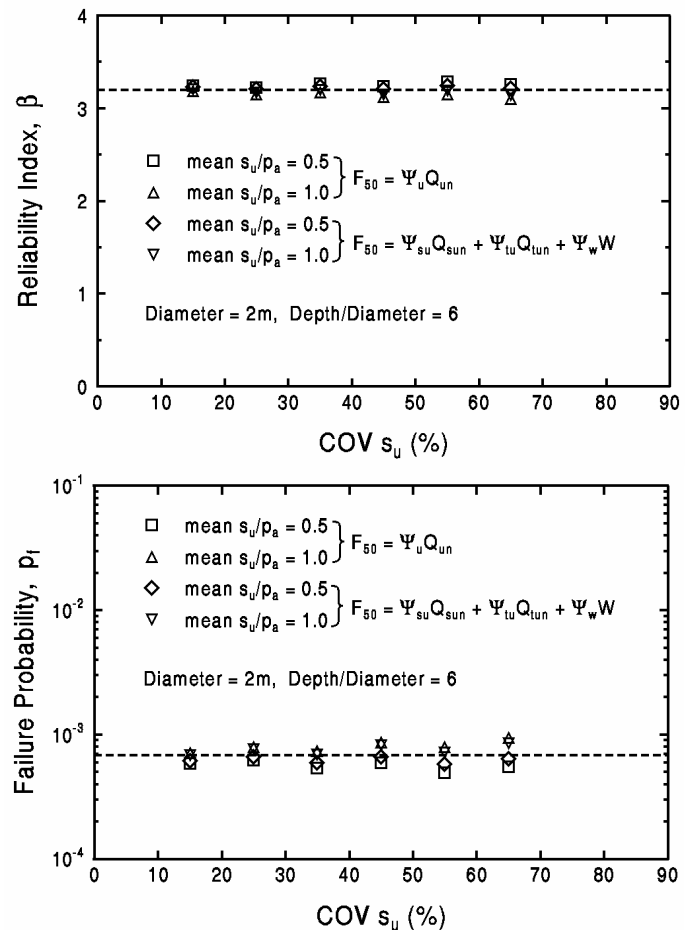 4
3
2
1
0
Reliability Index, β
□ mean s_u/p_a = 0.5
△ mean s_u/p_a = 1.0
F_50 = Ψ_u Q_un
◇ mean s_u/p_a = 0.5
▽ mean s_u/p_a = 1.0
F_50 = Ψ_su Q_sun + Ψ_tu Q_tun + Ψ_w W
Diameter = 2m, Depth/Diameter = 6
0 10 20 30 40 50 60 70 80 90
COV s_u (%)
10^-1
10^-2
10^-3
10^-4
Failure Probability, p_f
□ mean s_u/p_a = 0.5
△ mean s_u/p_a = 1.0
F_50 = Ψ_u Q_un
◇ mean s_u/p_a = 0.5
▽ mean s_u/p_a = 1.0
F_50 = Ψ_su Q_sun + Ψ_tu Q_tun + Ψ_w W
Diameter = 2m, Depth/Diameter = 6
0 10 20 30 40 50 60 70 80 90
COV s_u (%)